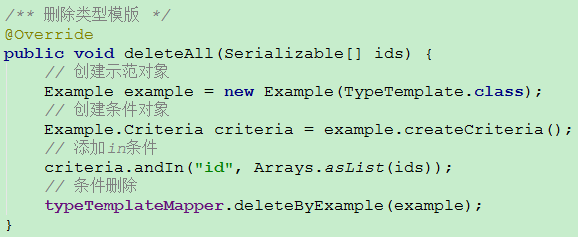 /** 删除类型模版 */
@Override
public void deleteAll(Serializable[] ids) {
    // 创建示范对象
    Example example = new Example(TypeTemplate.class);
    // 创建条件对象
    Example.Criteria criteria = example.createCriteria();
    // 添加in条件
    criteria.andIn("id", Arrays.asList(ids));
    // 条件删除
    typeTemplateMapper.deleteByExample(example);
}